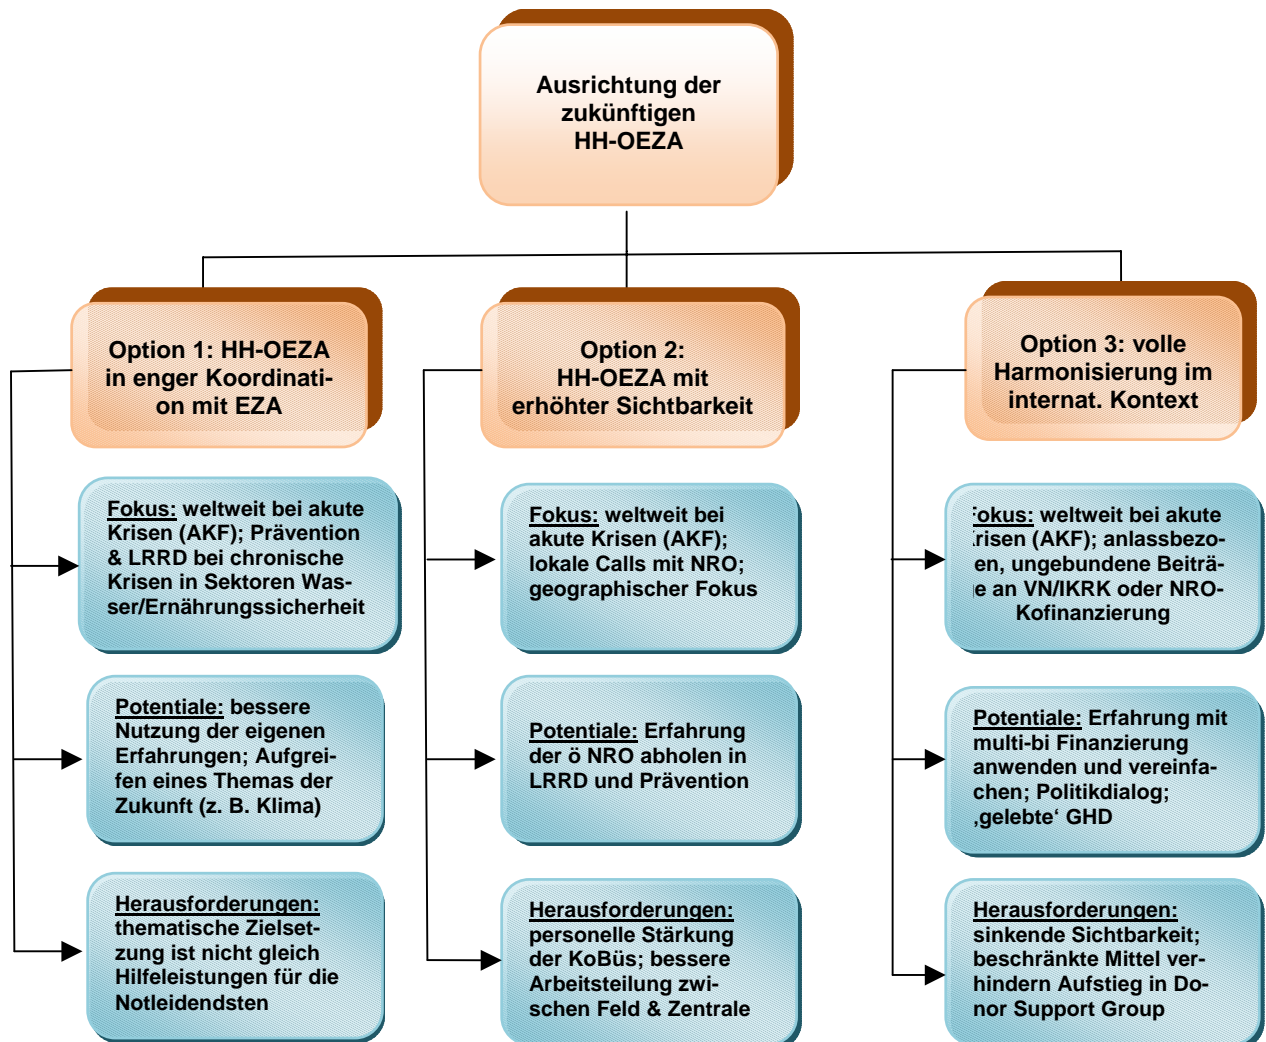 Ausrichtung der
zukünftigen
HH-OEZA
Option 1: HH-OEZA
in enger Koordinati-
on mit EZA
Option 2:
HH-OEZA mit
erhöhter Sichtbarkeit
Option 3: volle
Harmonisierung im
internat. Kontext
Fokus: weltweit bei akute
Krisen (AKF); Prävention
& LRRD bei chronische
Krisen in Sektoren Was-
ser/Ernährungssicherheit
Fokus: weltweit bei
akute Krisen (AKF);
lokale Calls mit NRO;
geographischer Fokus
Fokus: weltweit bei akute
Krisen (AKF); anlassbezo-
en, ungebundene Beiträ-
e an VN/IKRK oder NRO-
Kofinanzierung
Potentiale: bessere
Nutzung der eigenen
Erfahrungen; Aufgrei-
fen eines Themas der
Zukunft (z. B. Klima)
Potentiale: Erfahrung
der ö NRO abholen in
LRRD und Prävention
Potentiale: Erfahrung mit
multi-bi Finanzierung
anwenden und vereinfa-
chen; Politikdialog;
‚gelebte‘ GHD
Herausforderungen:
thematische Zielset-
zung ist nicht gleich
Hilfeleistungen für die
Notleidendsten
Herausforderungen:
personelle Stärkung
der KoBüs; bessere
Arbeitsteilung zwi-
schen Feld & Zentrale
Herausforderungen:
sinkende Sichtbarkeit;
beschränkte Mittel ver-
hindern Aufstieg in Do-
nor Support Group